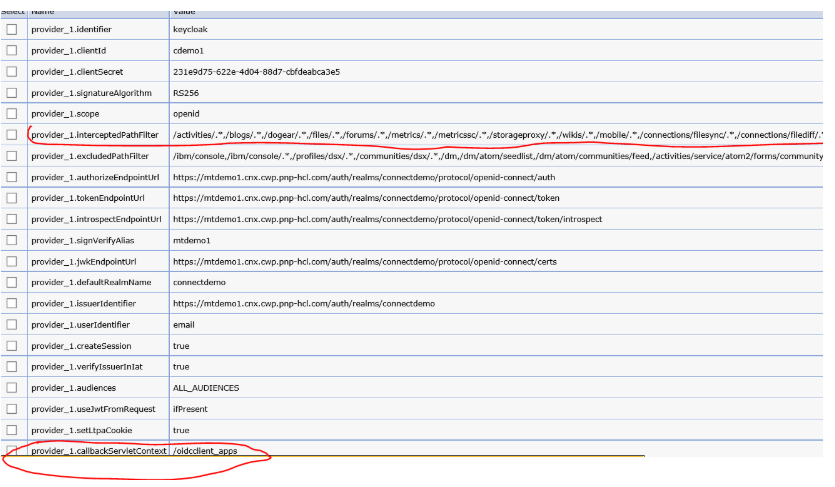 Select Name Value
provider_1.identifier keycloak
provider_1.clientId cdemo1
provider_1.clientSecret 231e9d75-622e-4d04-88d7-cbfdeabca3e5
provider_1.signatureAlgorithm RS256
provider_1.scope openid
provider_1.interceptedPathFilter /activities/.*,/blogs/.*,/dogear/.*,/files/.*,/forums/.*,/metrics/.*,/metricssc/.*,/storageproxy/.*,/wikis/.*,/mobile/.*,/connections/filesync/.*,/connections/filediff/.*
provider_1.excludedPathFilter /ibm/console,/ibm/console/.*,/profiles/dsx/.*,/communities/dsx/.*,/dm,/dm/atom/seedlist,/dm/atom/communities/feed,/activities/service/atom2/forms/community
provider_1.authorizeEndpointUrl https://mtdemo1.cnx.cwp.pnp-hcl.com/auth/realms/connectdemo/protocol/openid-connect/auth
provider_1.tokenEndpointUrl https://mtdemo1.cnx.cwp.pnp-hcl.com/auth/realms/connectdemo/protocol/openid-connect/token
provider_1.introspectEndpointUrl https://mtdemo1.cnx.cwp.pnp-hcl.com/auth/realms/connectdemo/protocol/openid-connect/token/introspect
provider_1.signVerifyAlias mtdemo1
provider_1.jwkEndpointUrl https://mtdemo1.cnx.cwp.pnp-hcl.com/auth/realms/connectdemo/protocol/openid-connect/certs
provider_1.defaultRealmName connectdemo
provider_1.issuerIdentifier https://mtdemo1.cnx.cwp.pnp-hcl.com/auth/realms/connectdemo
provider_1.userIdentifier email
provider_1.createSession true
provider_1.verifyIssuerInIat true
provider_1.audiences ALL_AUDIENCES
provider_1.useJwtFromRequest ifPresent
provider_1.setLtpaCookie true
provider_1.callbackServletContext /oidcclient_apps